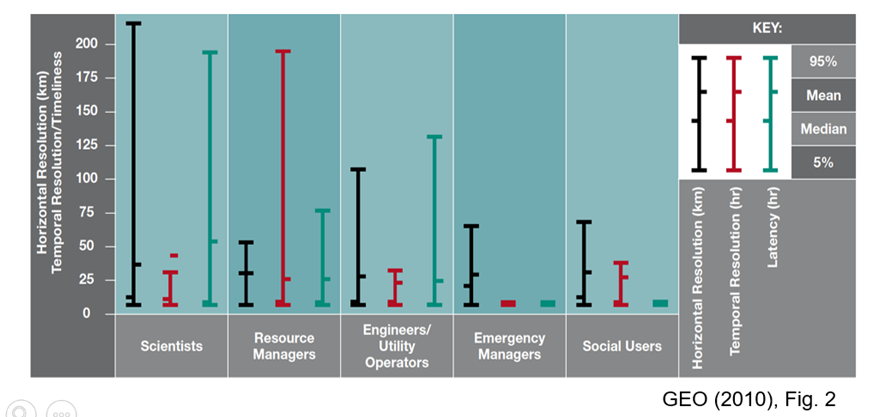 Horizontal Resolution (km)
Temporal Resolution/Timeliness
200
175
150
125
100
75
50
25
0
Scientists
Resource
Managers
Engineers/
Utility
Operators
Emergency
Managers
Social Users
KEY:
95%
Mean
Median
5%
Horizontal Resolution (km)
Temporal Resolution (hr)
Latency (hr)
GEO (2010), Fig. 2